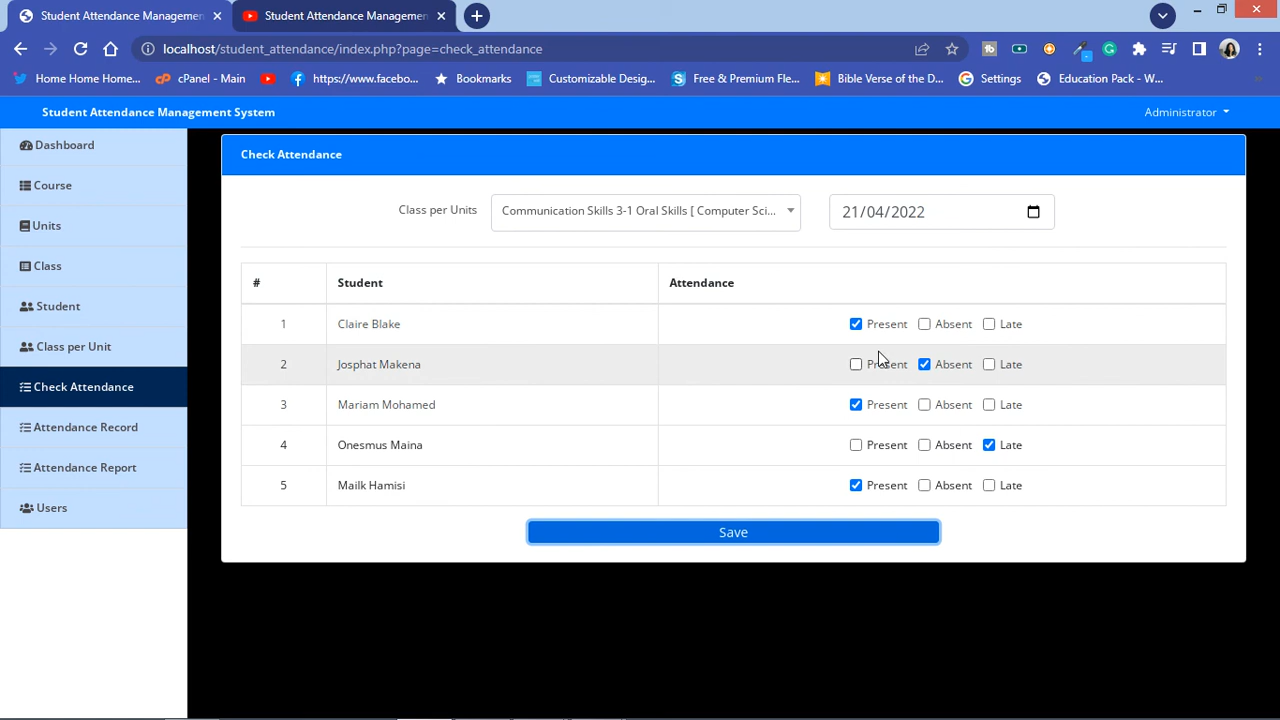 Student Attendance Managemen
Student Attendance Managemen
localhost/student_attendance/index.php?page=check_attendance
Home Home Home...
cPanel - Main
https://www.facebo...
Bookmarks
Customizable Desig...
Free & Premium Fle...
Bible Verse of the D...
Settings
Education Pack - W...
Student Attendance Management System
Administrator
Dashboard
Course
Units
Class
Student
Class per Unit
Check Attendance
Attendance Record
Attendance Report
Users
Check Attendance
Class per Units
Communication Skills 3-1 Oral Skills [ Computer Sci...
21/04/2022
# Student Attendance
1 Claire Blake Present Absent Late
2 Josphat Makena Present Absent Late
3 Mariam Mohamed Present Absent Late
4 Onesmus Maina Present Absent Late
5 Mailk Hamisi Present Absent Late
Save